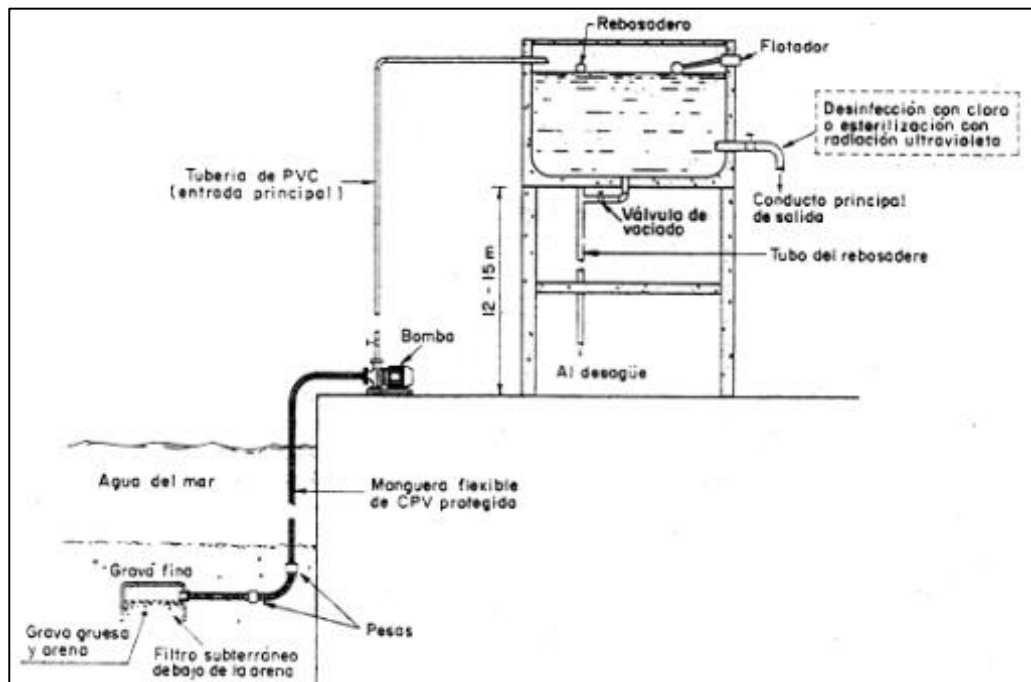 Rebosadero
Flotador
Desinfección con cloro
o esterilización con
radiación ultravioleta
Tuberia de PVC
(entrada principal)
Conducto principal
de salida
Válvula de
vaciado
Tubo del rebosadere
12 - 15 m
Bomba
Al desagüe
Agua del mar
Manguera flexible
de CPV protegida
Grava fina
Pesas
Grava gruesa
y arena
Filtro subterráneo
debajo de la arena